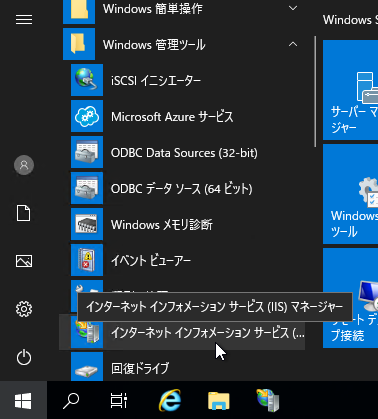 Windows 簡単操作
Windows 管理ツール
iSCSI イニシエーター
Microsoft Azure サービス
ODBC Data Sources (32-bit)
ODBC データ ソース (64 ビット)
Windows メモリ診断
イベント ビューアー
インターネット インフォメーション サービス (IIS) マネージャー
インターネット インフォメーション サービス (...
回復ドライブ
Windows S
サーバー マ
ジャー
Windows
ツール
リモート デ
プ接続